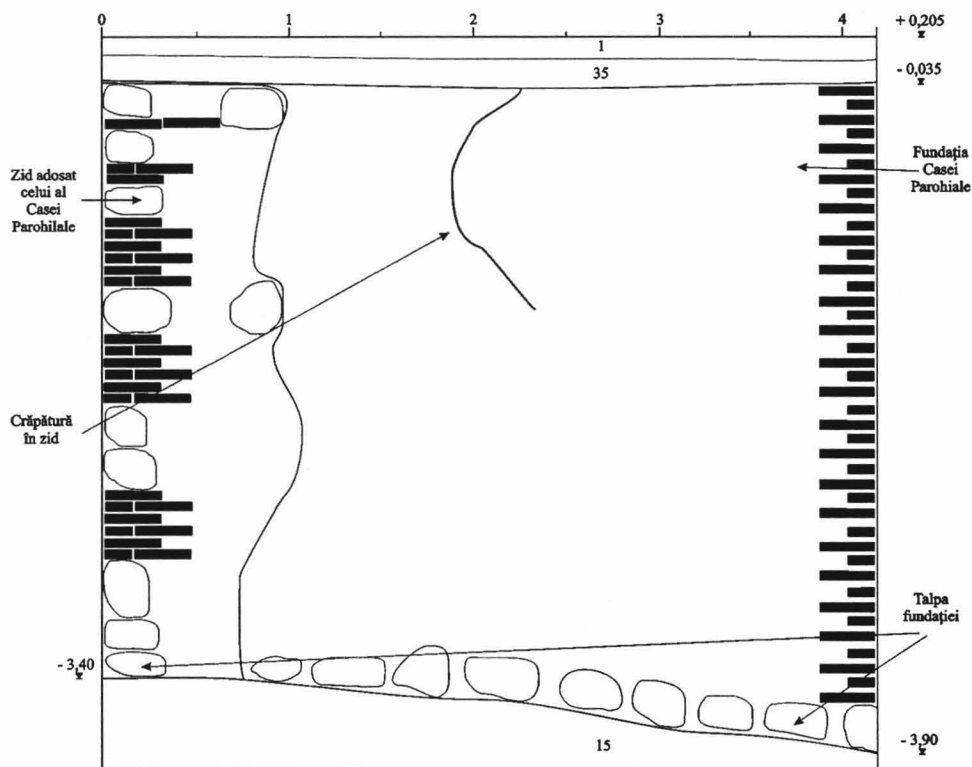 0 1 2 3 4
+ 0,205
1
35
- 0,035
Zid adosat
celui al
Casei
Parohilale
Fundația
Casei
Parohiale
Crăpătură
în zid
Talpa
fundației
- 3,40
15
- 3,90